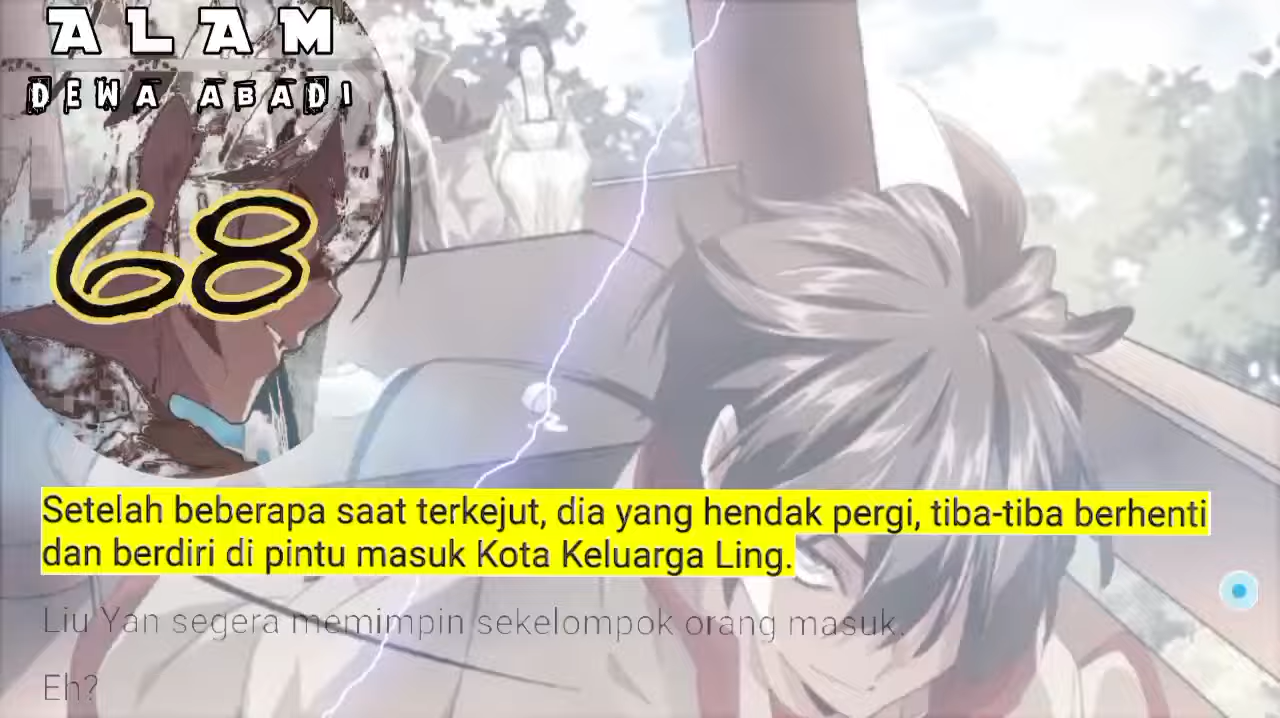 ALAM
DEWA ABADI
68
Setelah beberapa saat terkejut, dia yang hendak pergi, tiba-tiba berhenti
dan berdiri di pintu masuk Kota Keluarga Ling.
Liu Yan segera memimpin sekelompok orang masuk.
Eh?